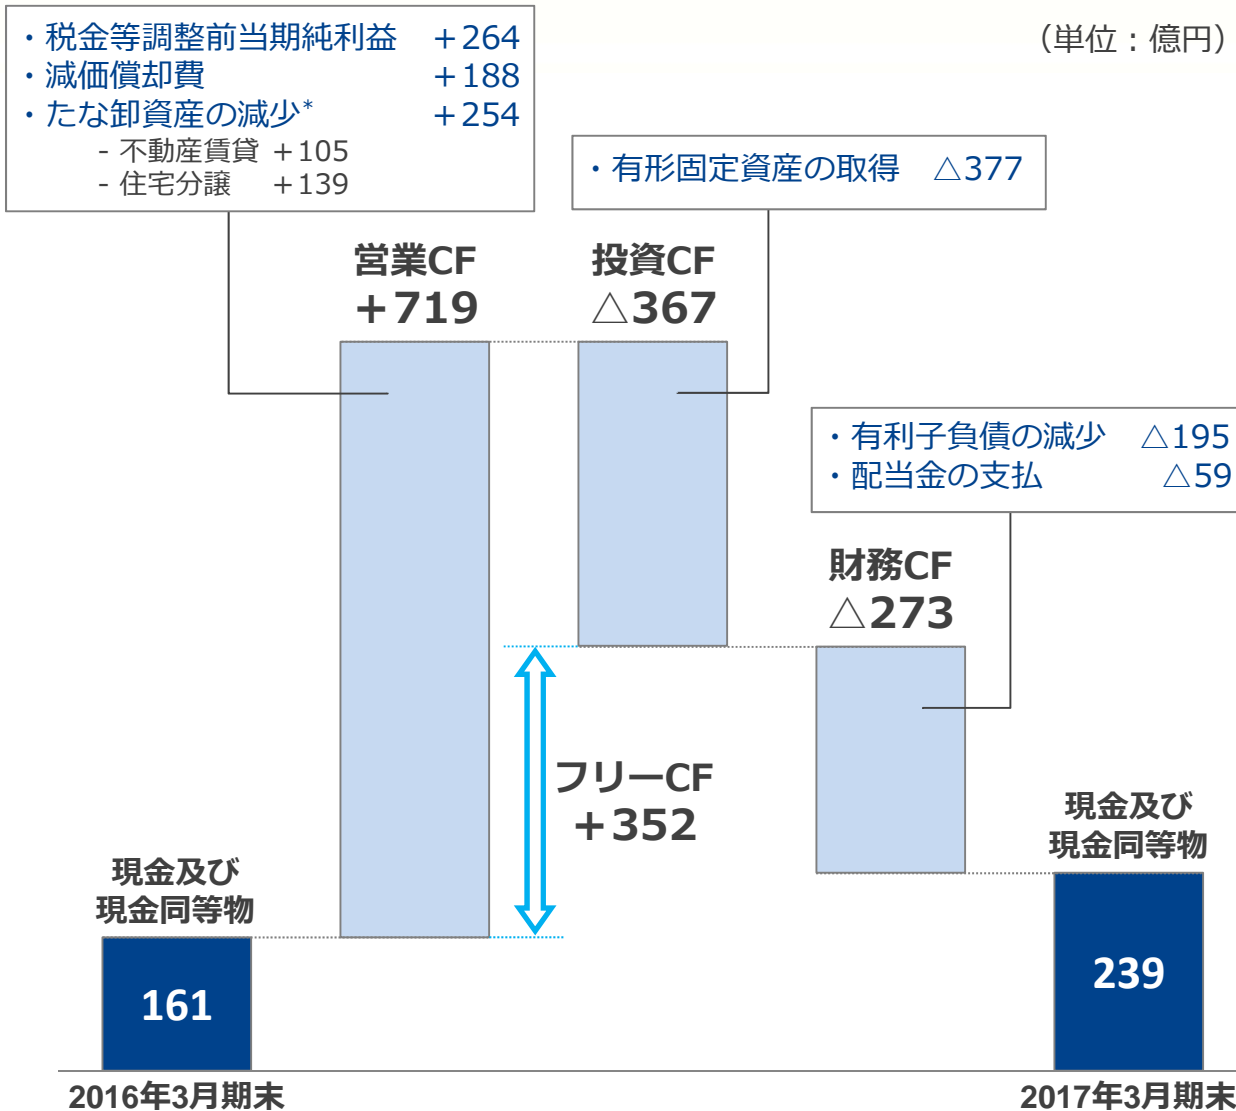 （単位：億円）
・税金等調整前当期純利益 ＋264
・減価償却費 ＋188
・たな卸資産の減少* ＋254
- 不動産賃貸 ＋105
- 住宅分譲 ＋139
・有形固定資産の取得 △377
営業CF
＋719
投資CF
△367
・有利子負債の減少 △195
・配当金の支払 △59
財務CF
△273
フリーCF
＋352
現金及び
現金同等物
161
2016年3月期末
現金及び
現金同等物
239
2017年3月期末